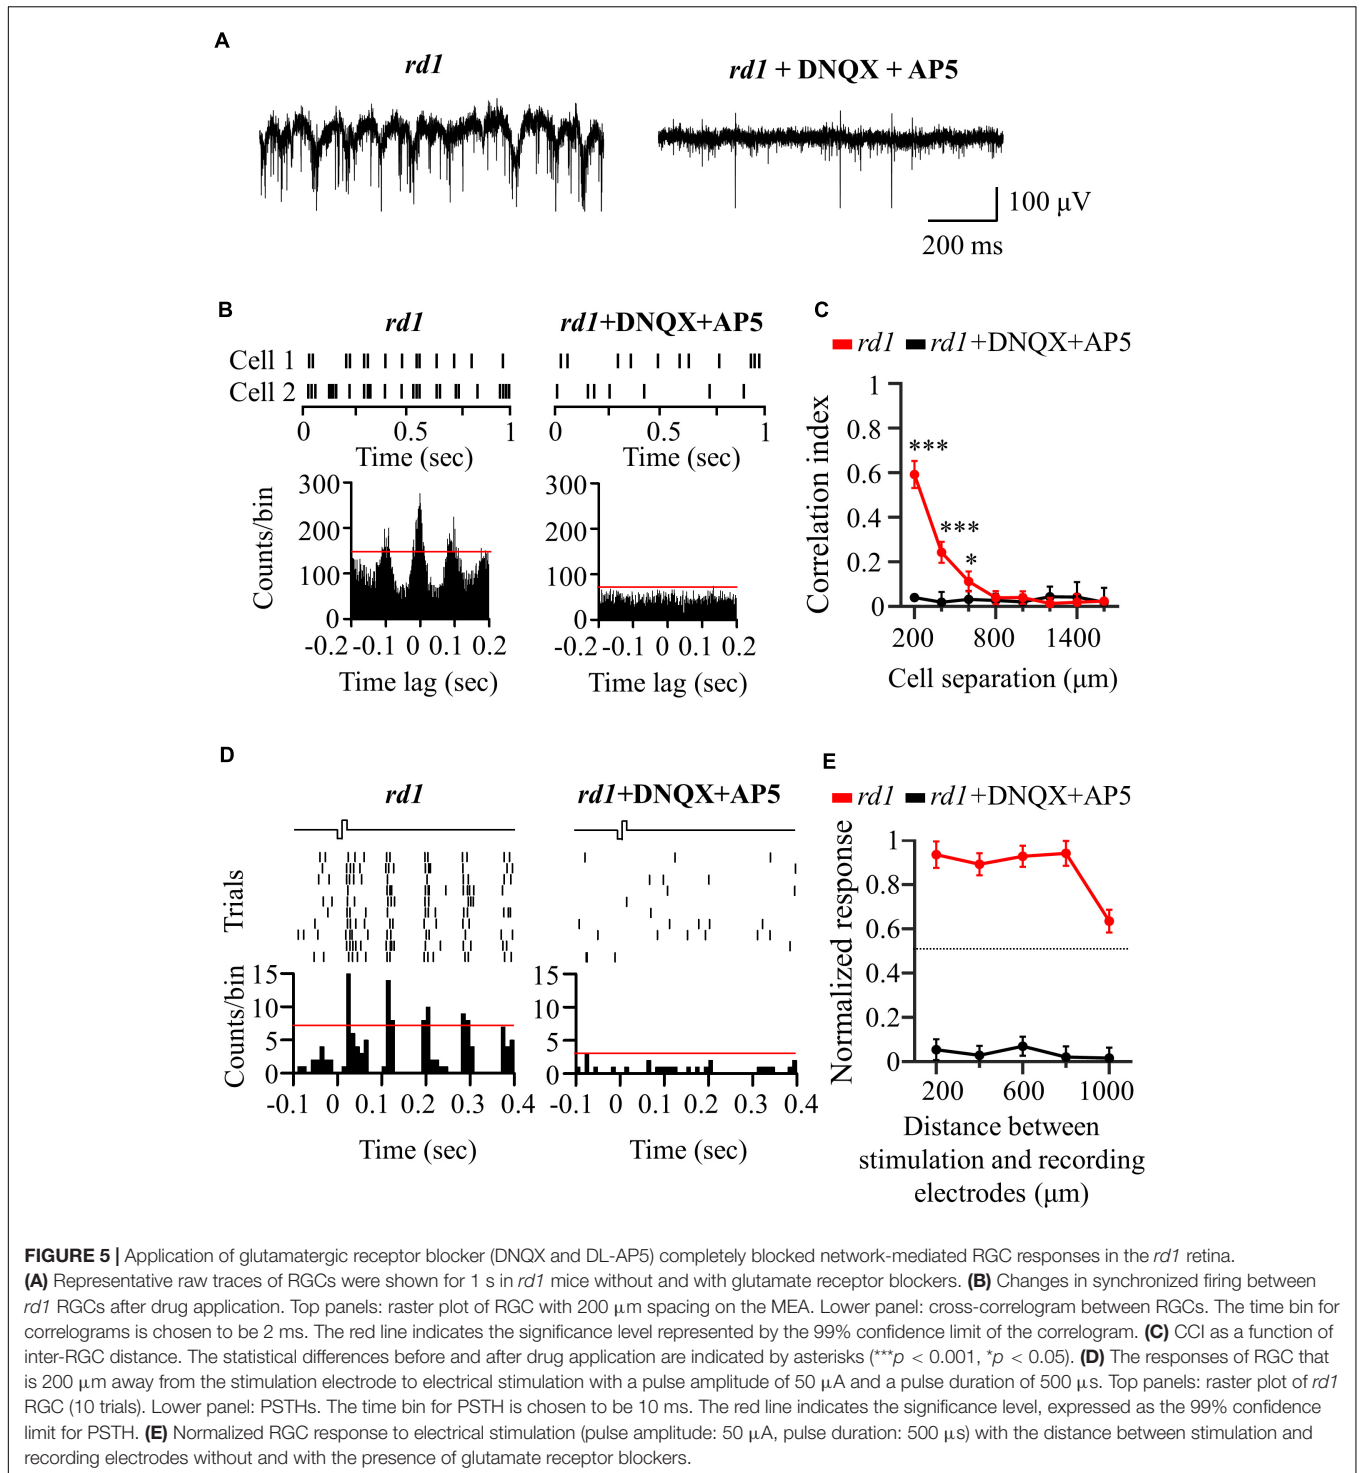 A
rd1
rd1 + DNQX + AP5
100 μV
200 ms
B
rd1
rd1+DNQX+AP5
Cell 1
Cell 2
0 0.5 1
Time (sec)
0 0.5 1
Time (sec)
Counts/bin
300
200
100
0
-0.2 -0.1 0 0.1 0.2
Time lag (sec)
300
200
100
0
-0.2 -0.1 0 0.1 0.2
Time lag (sec)
C
rd1 rd1+DNQX+AP5
Correlation index
1
0.8
0.6
0.4
0.2
0
***
***
*
200 800 1400
Cell separation (μm)
D
rd1
rd1+DNQX+AP5
Trials
Counts/bin
15
10
5
0
-0.1 0 0.1 0.2 0.3 0.4
Time (sec)
15
10
5
0
-0.1 0 0.1 0.2 0.3 0.4
Time (sec)
E
rd1 rd1+DNQX+AP5
Normalized response
1
0.8
0.6
0.4
0.2
0
200 600 1000
Distance between
stimulation and recording
electrodes (μm)
FIGURE 5 | Application of glutamatergic receptor blocker (DNQX and DL-AP5) completely blocked network-mediated RGC responses in the rd1 retina.
(A) Representative raw traces of RGCs were shown for 1 s in rd1 mice without and with glutamate receptor blockers. (B) Changes in synchronized firing between
rd1 RGCs after drug application. Top panels: raster plot of RGC with 200 μm spacing on the MEA. Lower panel: cross-correlogram between RGCs. The time bin for
correlograms is chosen to be 2 ms. The red line indicates the significance level represented by the 99% confidence limit of the correlogram. (C) CCI as a function of
inter-RGC distance. The statistical differences before and after drug application are indicated by asterisks (***p < 0.001, *p < 0.05). (D) The responses of RGC that
is 200 μm away from the stimulation electrode to electrical stimulation with a pulse amplitude of 50 μA and a pulse duration of 500 μs. Top panels: raster plot of rd1
RGC (10 trials). Lower panel: PSTHs. The time bin for PSTH is chosen to be 10 ms. The red line indicates the significance level, expressed as the 99% confidence
limit for PSTH. (E) Normalized RGC response to electrical stimulation (pulse amplitude: 50 μA, pulse duration: 500 μs) with the distance between stimulation and
recording electrodes without and with the presence of glutamate receptor blockers.